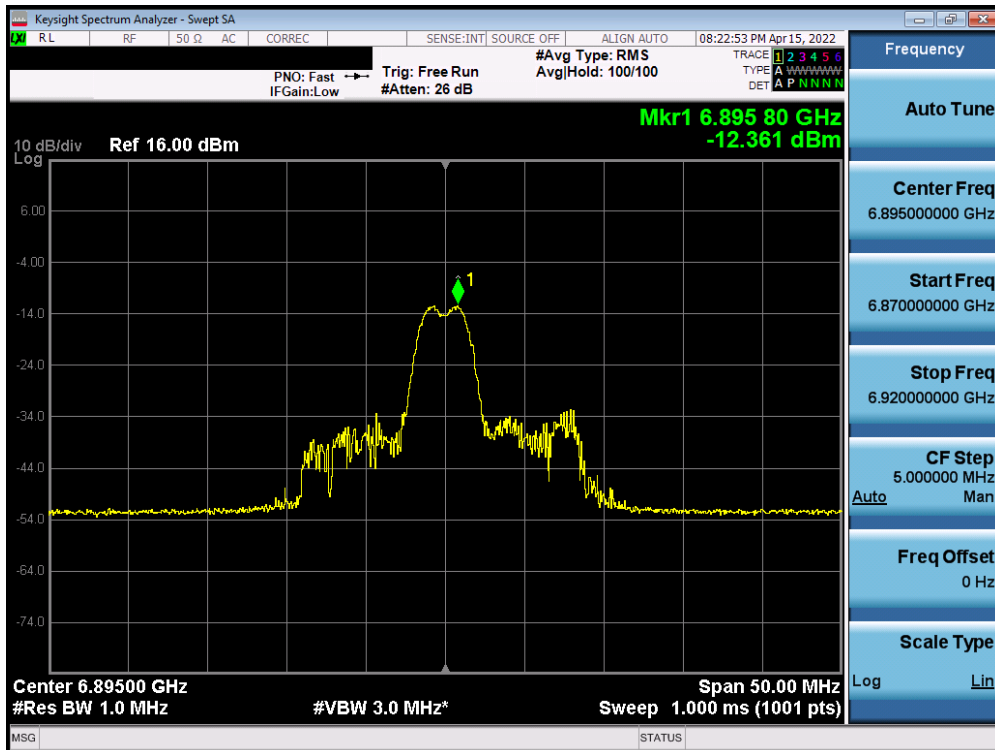 Keysight Spectrum Analyzer - Swept SA
LXI RL RF 50 Ω AC CORREC SENSE:INT SOURCE OFF ALIGN AUTO 08:22:53 PM Apr 15, 2022
PNO: Fast
IFGain:Low
Trig: Free Run
#Atten: 26 dB
#Avg Type: RMS
Avg|Hold: 100/100
TRACE 1 2 3 4 5 6
TYPE A WWWWW
DET A P N N N N
Mkr1 6.895 80 GHz
-12.361 dBm
10 dB/div Ref 16.00 dBm
Log
6.00
-4.00
-14.0
-24.0
-34.0
-44.0
-54.0
-64.0
-74.0
1
Center 6.89500 GHz Span 50.00 MHz
#Res BW 1.0 MHz #VBW 3.0 MHz* Sweep 1.000 ms (1001 pts)
MSG STATUS
Frequency
Auto Tune
Center Freq
6.895000000 GHz
Start Freq
6.870000000 GHz
Stop Freq
6.920000000 GHz
CF Step
5.000000 MHz
Auto Man
Freq Offset
0 Hz
Scale Type
Log Lin